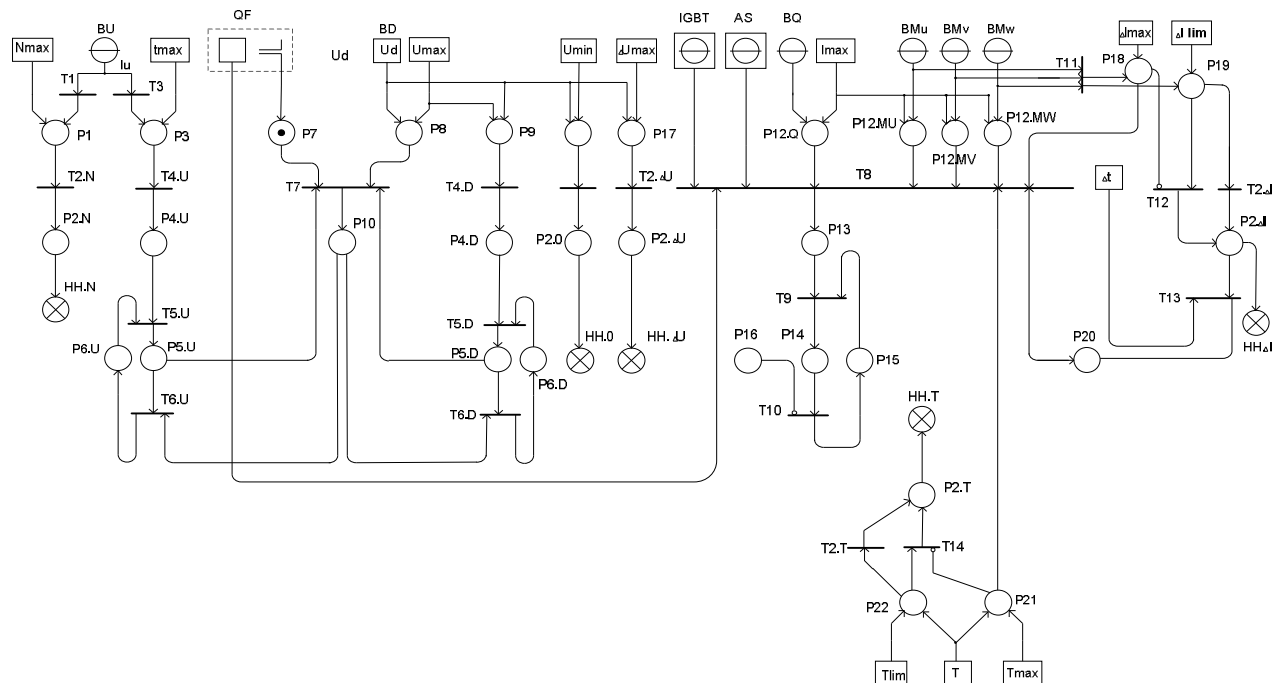 QF
IGBT AS BQ
BU
BD
BMu BMv BMw
ΔImax ΔI lim
Nmax tmax Ud Ud Umax Umin ΔUmax Imax
Iu
T1 T3
T11 P18 P19
P1 P3 P7 P8 P9 P17 P12.Q P12.MU P12.MV P12.MW
T2.N T4.U T7 T4.D T2.ΔU T8 Δt T12 T2.ΔI
P2.N P4.U P10 P4.D P2.0 P2.ΔU P13 P2.ΔI
HH.N T9 T13
T5.U T5.D HH.0 HH.ΔU P16 P14 P15 P20 HHΔI
P6.U P5.U P5.D P6.D
T6.U T6.D T10 HH.T
P2.T
T2.T T14
P22 P21
Tlim T Tmax